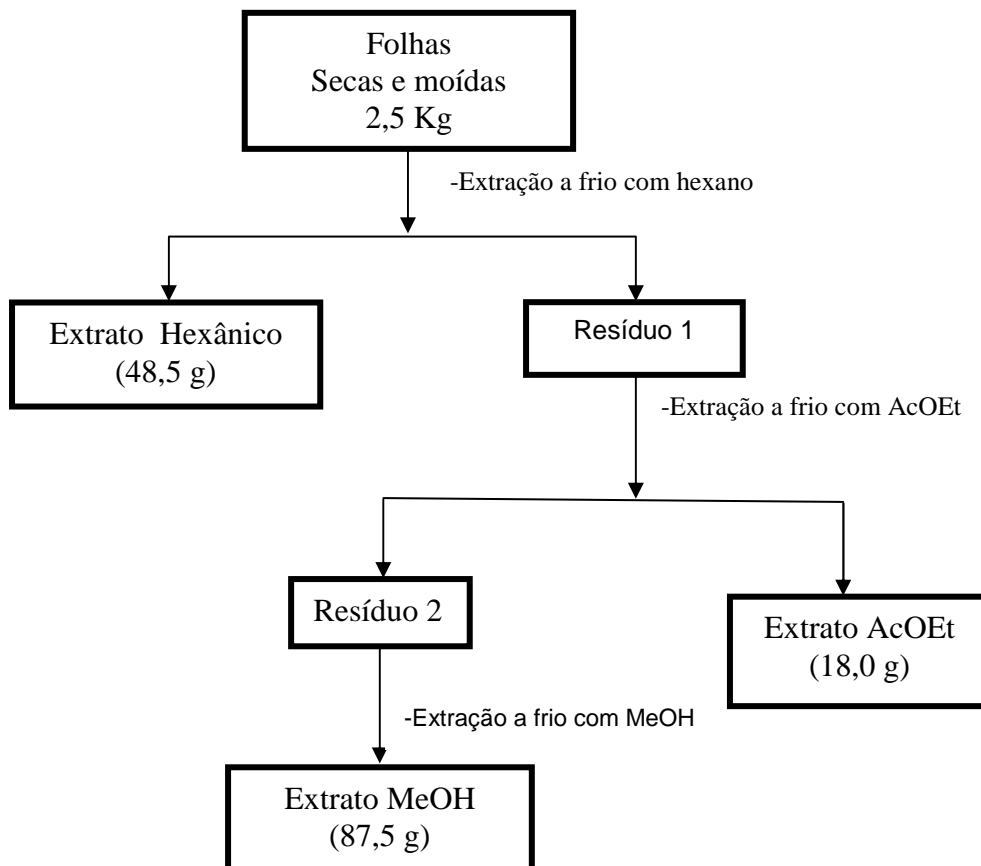 Folhas
Secas e moídas
2,5 Kg
-Extração a frio com hexano
Extrato Hexânico
(48,5 g)
Resíduo 1
-Extração a frio com AcOEt
Resíduo 2
Extrato AcOEt
(18,0 g)
-Extração a frio com MeOH
Extrato MeOH
(87,5 g)